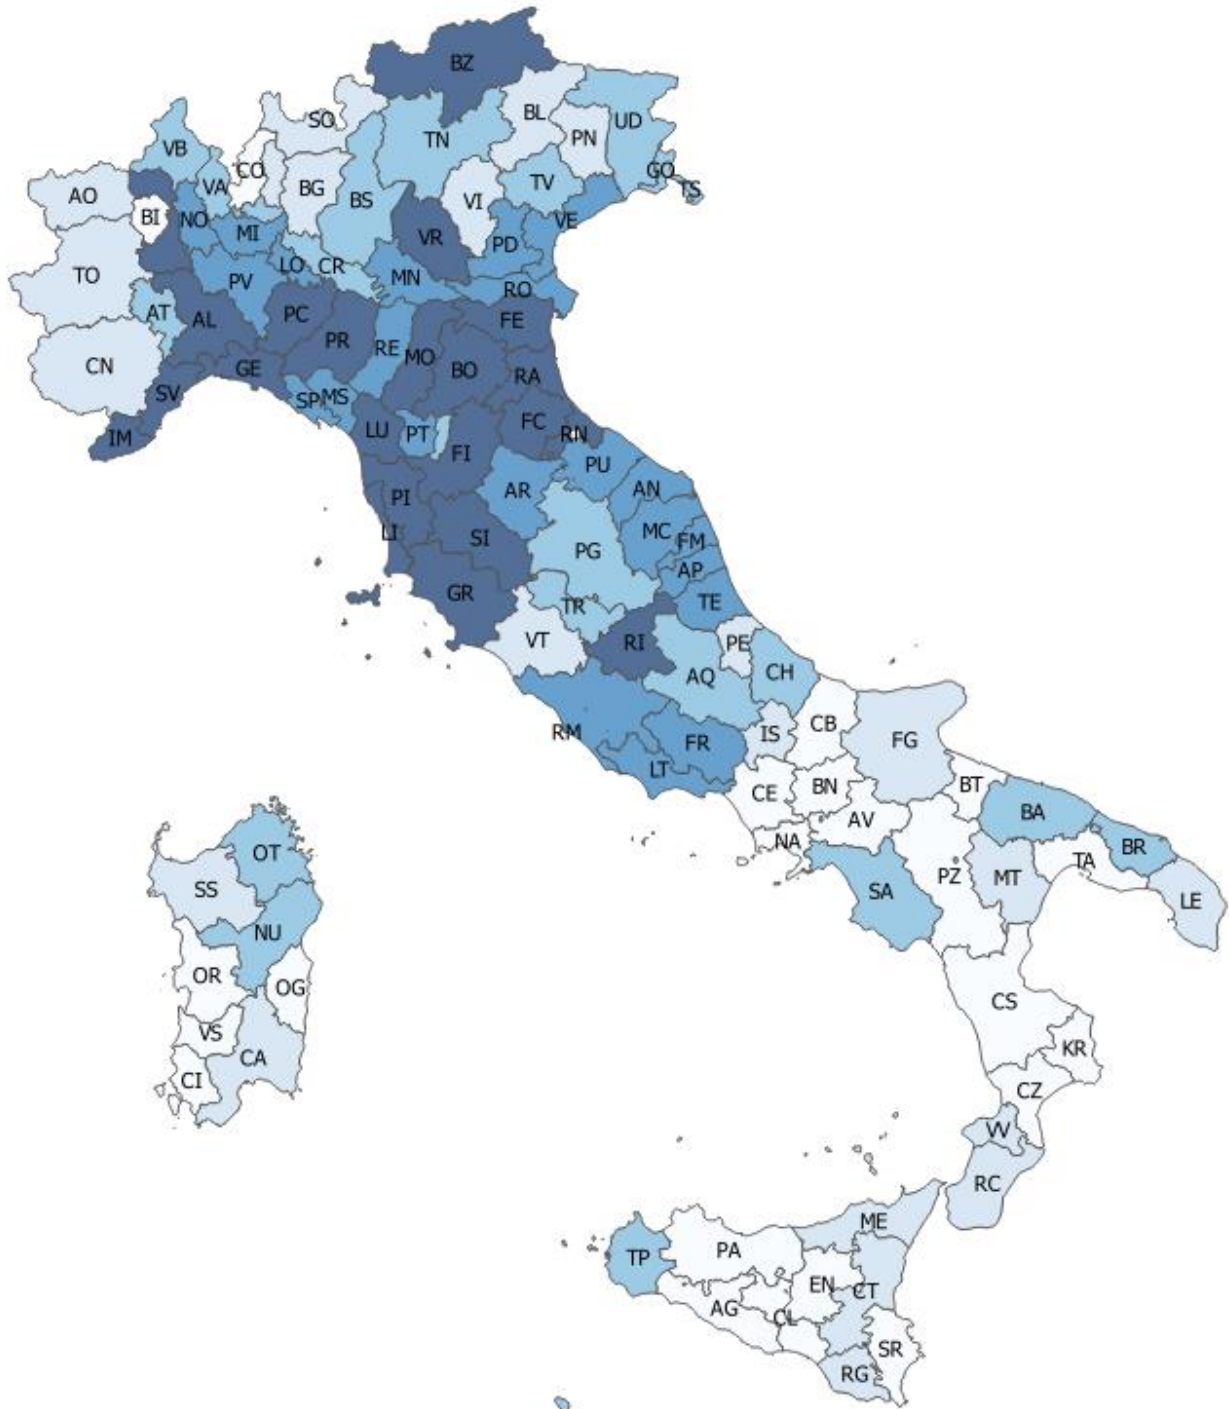 BZ
SO
BL
UD
PN
TN
VB
CO
GO
TS
AO
VA
BG
BS
TV
BI
NO
VI
VE
MI
VR
PD
TO
LO
CR
MN
PV
RO
AT
AL
PC
FE
PR
RE
MO
CN
GE
BO
RA
SV
SP
MS
IM
LU
PT
FC
RN
FI
PU
AR
AN
PI
LI
SI
MC
FM
PG
AP
GR
TR
TE
VT
RI
PE
AQ
CH
RM
FR
IS
CB
FG
LT
CE
BN
BT
AV
BA
NA
BR
TA
OT
PZ
MT
SS
SA
LE
NU
OR
OG
CS
VS
CA
KR
CI
CZ
VV
RC
ME
TP
PA
EN
CT
AG
CL
SR
RG